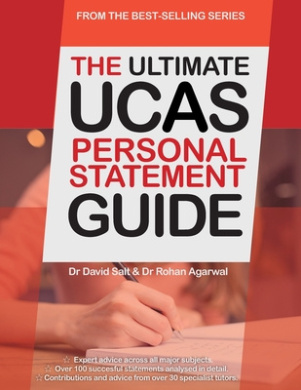 FROM THE BEST-SELLING SERIES
THE ULTIMATE
UCAS
PERSONAL
STATEMENT
GUIDE
Dr David Salt & Dr Rohan Agarwal
☆ Expert advice across all major subjects.
☆ Over 100 succesful statements analysed in detail.
☆ Contributions and advice from over 30 specialist tutors.